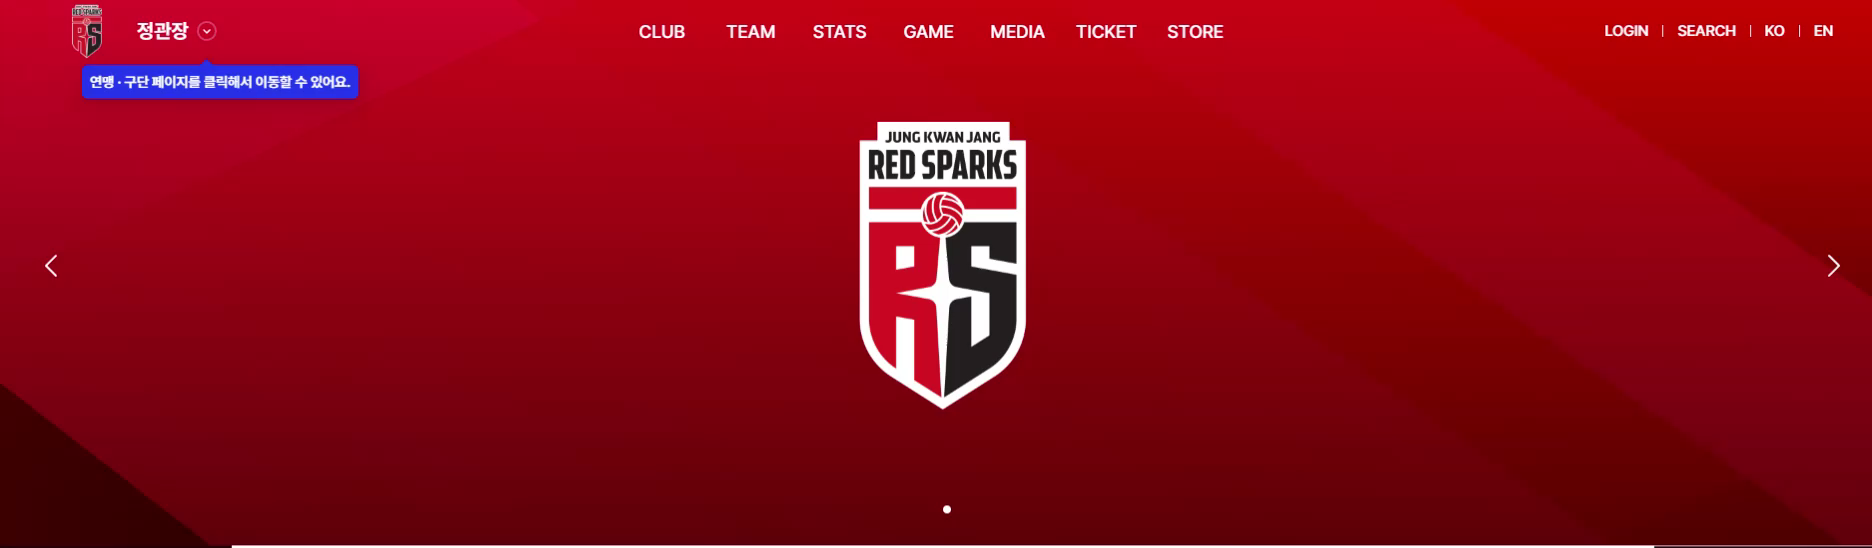 정관장
CLUB TEAM STATS GAME MEDIA TICKET STORE
LOGIN SEARCH KO EN
연맹 · 구단 페이지를 클릭해서 이동할 수 있어요.
JUNG KWAN JANG
RED SPARKS
RS